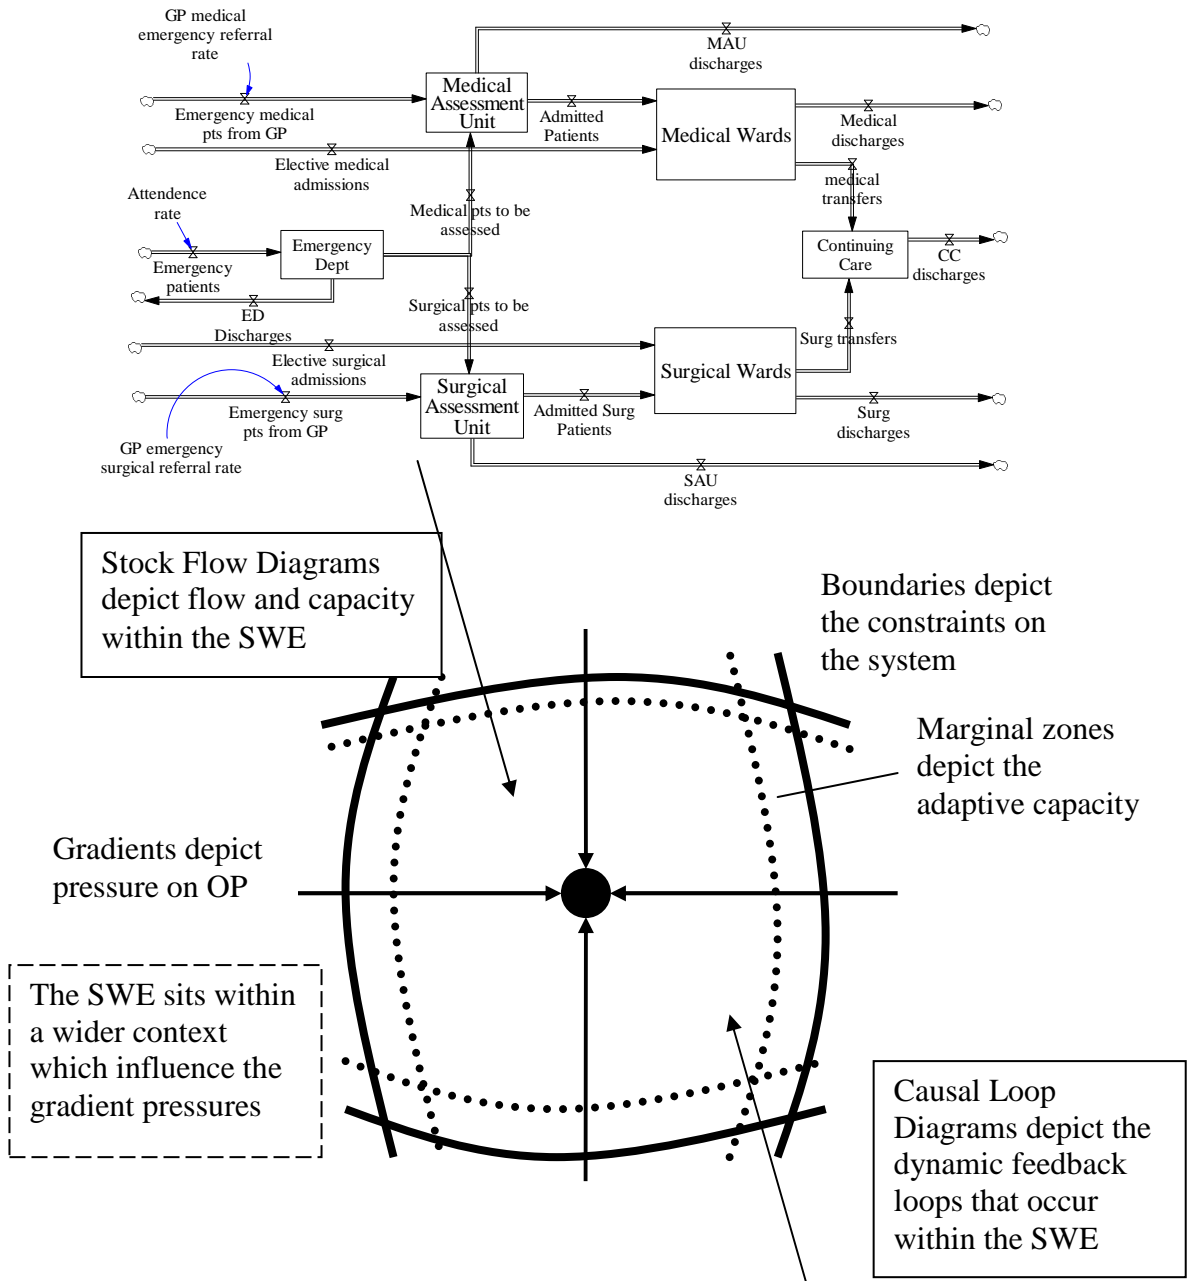 GP medical
emergency referral
rate
MAU
discharges
Medical
Assessment
Unit
Emergency medical
pts from GP
Admitted
Patients
Medical Wards
Medical
discharges
Elective medical
admissions
medical
transfers
Attendence
rate
Medical pts to be
assessed
Emergency
Dept
Emergency
patients
Continuing
Care
CC
discharges
ED
Discharges
Surgical pts to be
assessed
Surg transfers
Elective surgical
admissions
Surgical Wards
Surgical
Assessment
Unit
Emergency surg
pts from GP
Admitted Surg
Patients
Surg
discharges
GP emergency
surgical referral rate
SAU
discharges
Stock Flow Diagrams
depict flow and capacity
within the SWE
Boundaries depict
the constraints on
the system
Marginal zones
depict the
adaptive capacity
Gradients depict
pressure on OP
The SWE sits within
a wider context
which influence the
gradient pressures
Causal Loop
Diagrams depict the
dynamic feedback
loops that occur
within the SWE